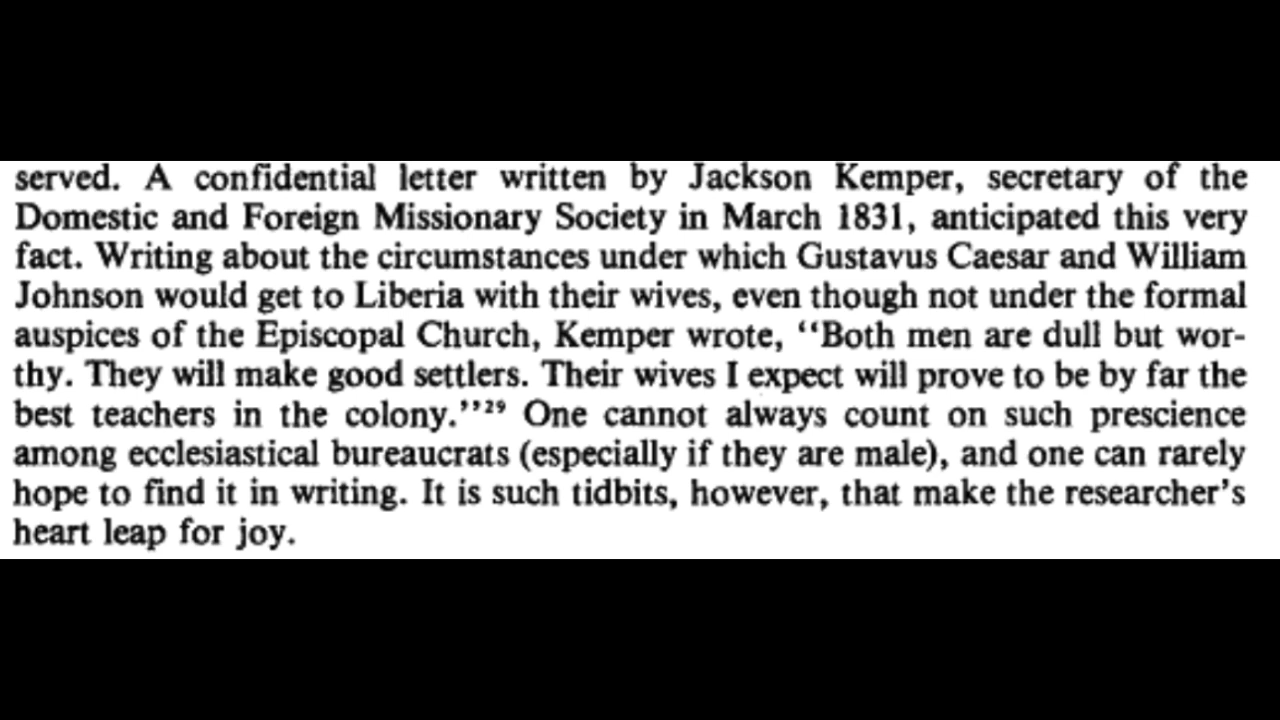 served. A confidential letter written by Jackson Kemper, secretary of the
Domestic and Foreign Missionary Society in March 1831, anticipated this very
fact. Writing about the circumstances under which Gustavus Caesar and William
Johnson would get to Liberia with their wives, even though not under the formal
auspices of the Episcopal Church, Kemper wrote, ‘‘Both men are dull but wor-
thy. They will make good settlers. Their wives I expect will prove to be by far the
best teachers in the colony.’’²⁹ One cannot always count on such prescience
among ecclesiastical bureaucrats (especially if they are male), and one can rarely
hope to find it in writing. It is such tidbits, however, that make the researcher’s
heart leap for joy.